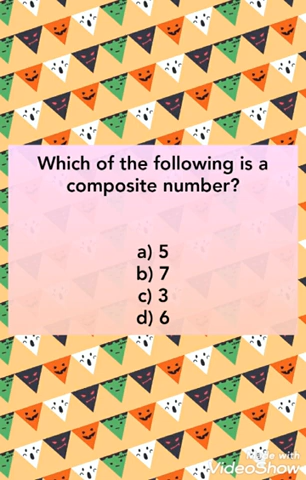 Which of the following is a
composite number?
a) 5
b) 7
c) 3
d) 6
Made with
VideoShow